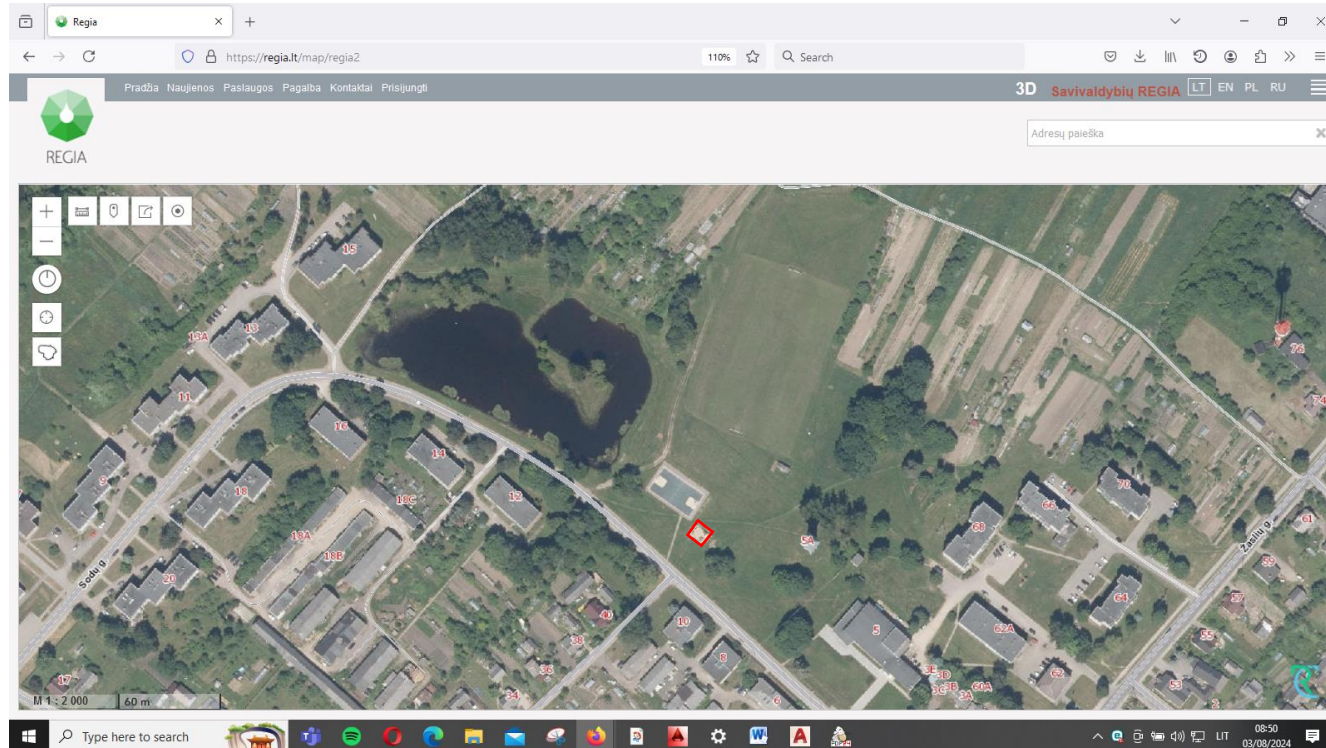 Regia
https://regia.lt/map/regia2
110%
Search
Pradžia Naujienos Paslaugos Pagalba Kontaktai Prisijungti
3D Savivaldybių REGIA LT EN PL RU
REGIA
Adresų paieška
15
13A
13
76
74
11
16
14
9
18
18C
12
70
66
68
61
18A
5A
Zaslių g.
18B
59
Sodų g.
20
64
57
40
10
5
62A
55
38
8
36
3E
3D
62
17
3C
3B
3A
60A
53
34
6
2
M 1 : 2 000
60 m
Type here to search
LIT
08:50
03/08/2024